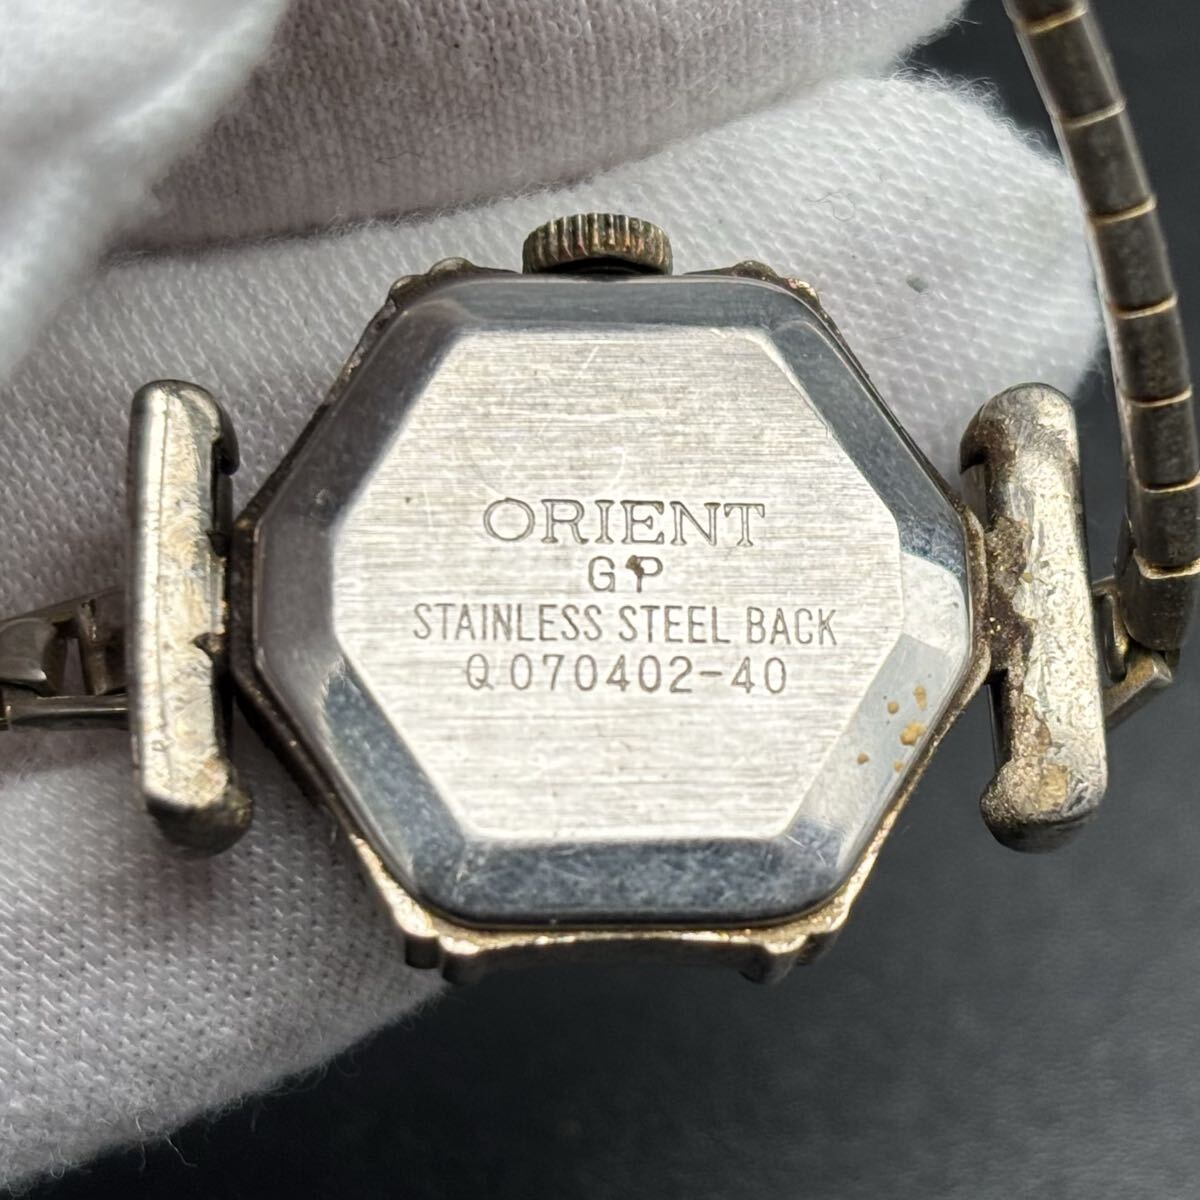 ORIENT
GP
STAINLESS STEEL BACK
Q 070402-40